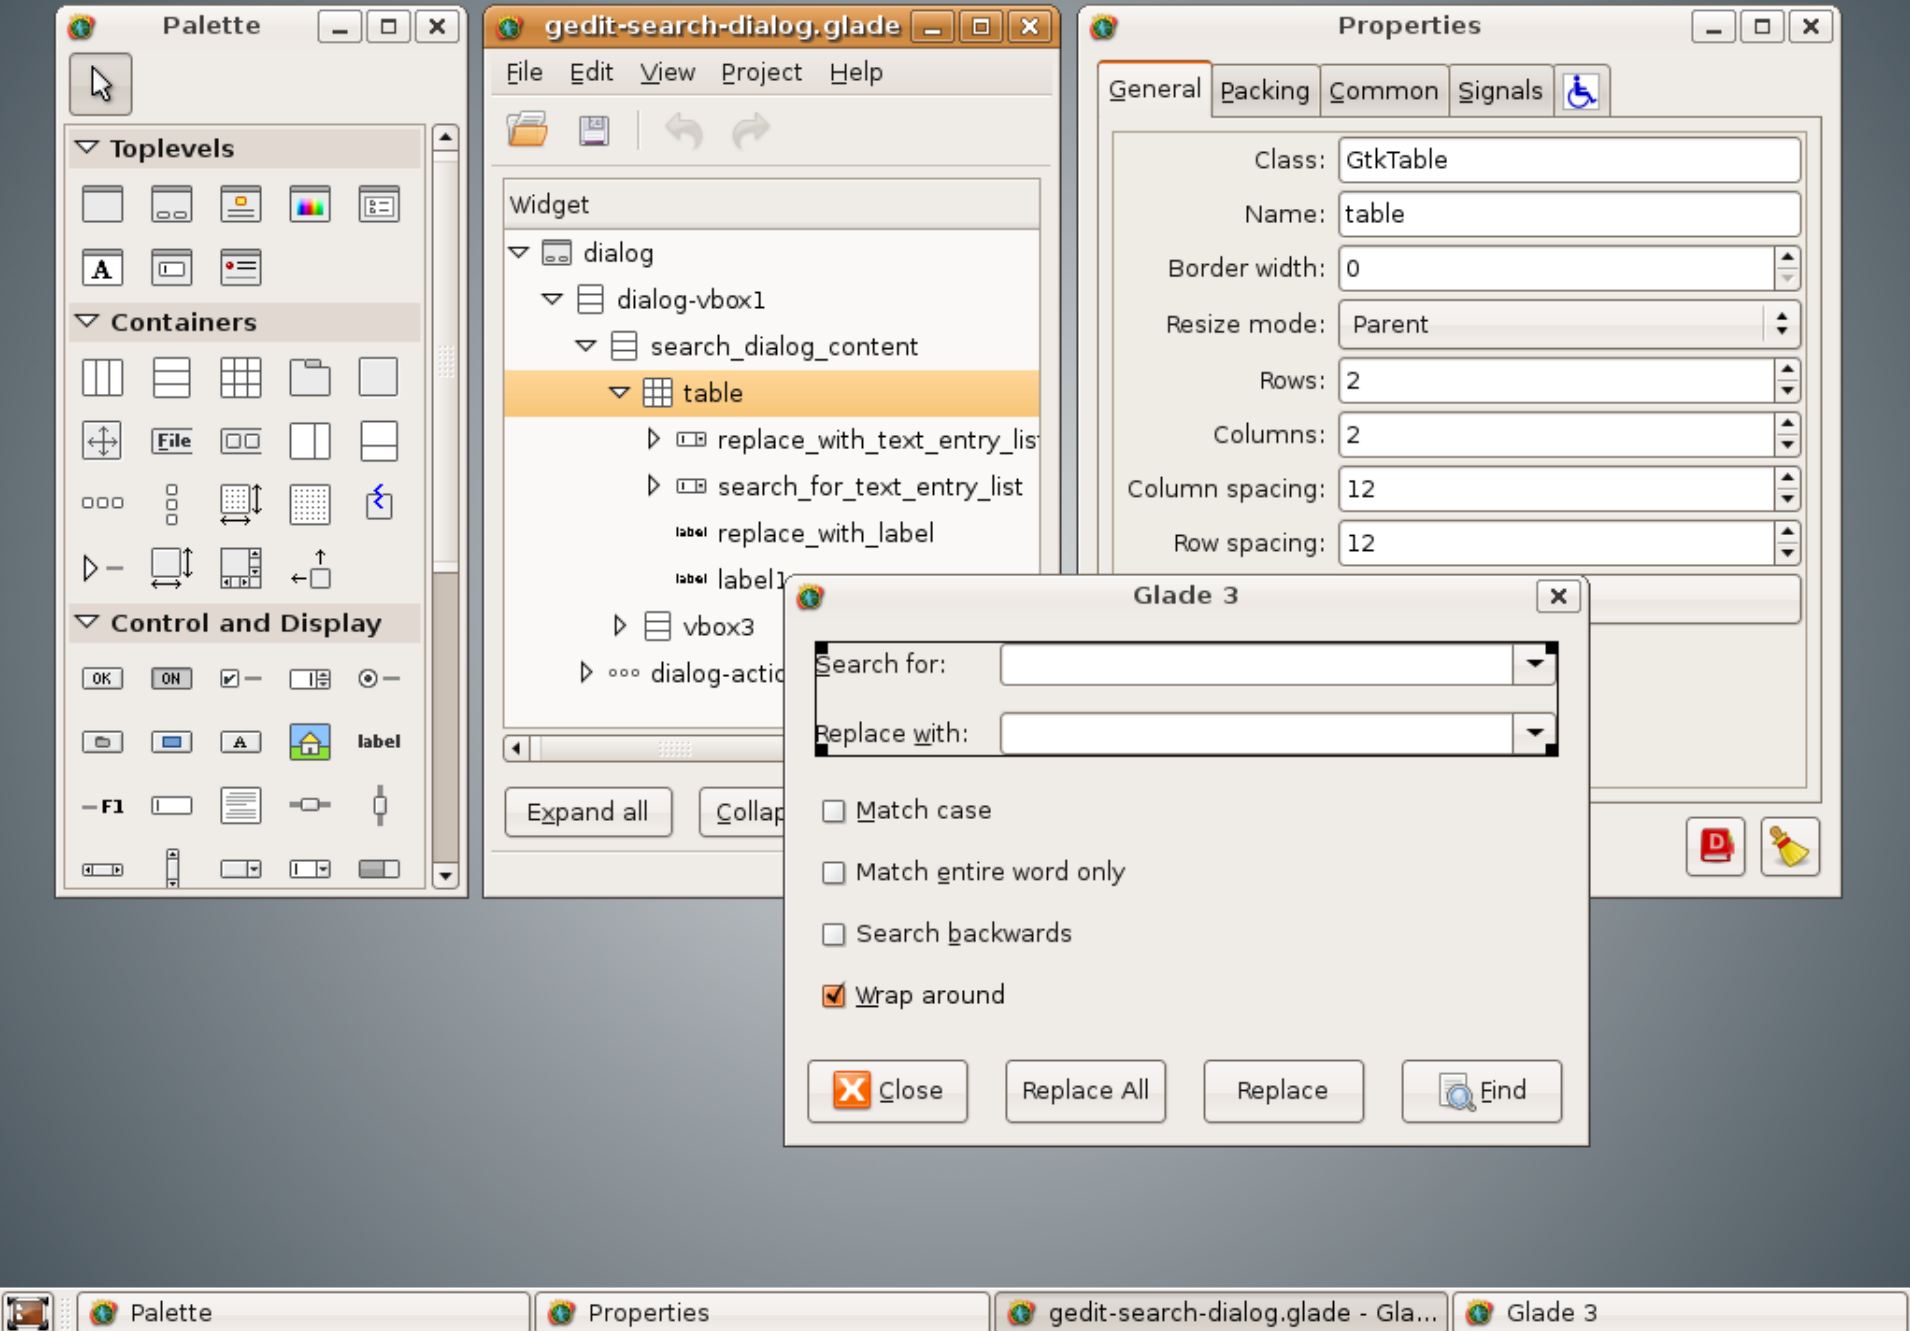 Palette
Toplevels
A
Containers
File
Control and Display
OK ON
A label
F1
gedit-search-dialog.glade
File Edit View Project Help
Widget
dialog
dialog-vbox1
search_dialog_content
table
replace_with_text_entry_lis
search_for_text_entry_list
label replace_with_label
label label1
vbox3
dialog-actio
Expand all Collap
Properties
General Packing Common Signals
Class: GtkTable
Name: table
Border width: 0
Resize mode: Parent
Rows: 2
Columns: 2
Column spacing: 12
Row spacing: 12
D
Glade 3
Search for:
Replace with:
Match case
Match entire word only
Search backwards
Wrap around
Close Replace All Replace Find
Palette Properties gedit-search-dialog.glade - Gla... Glade 3